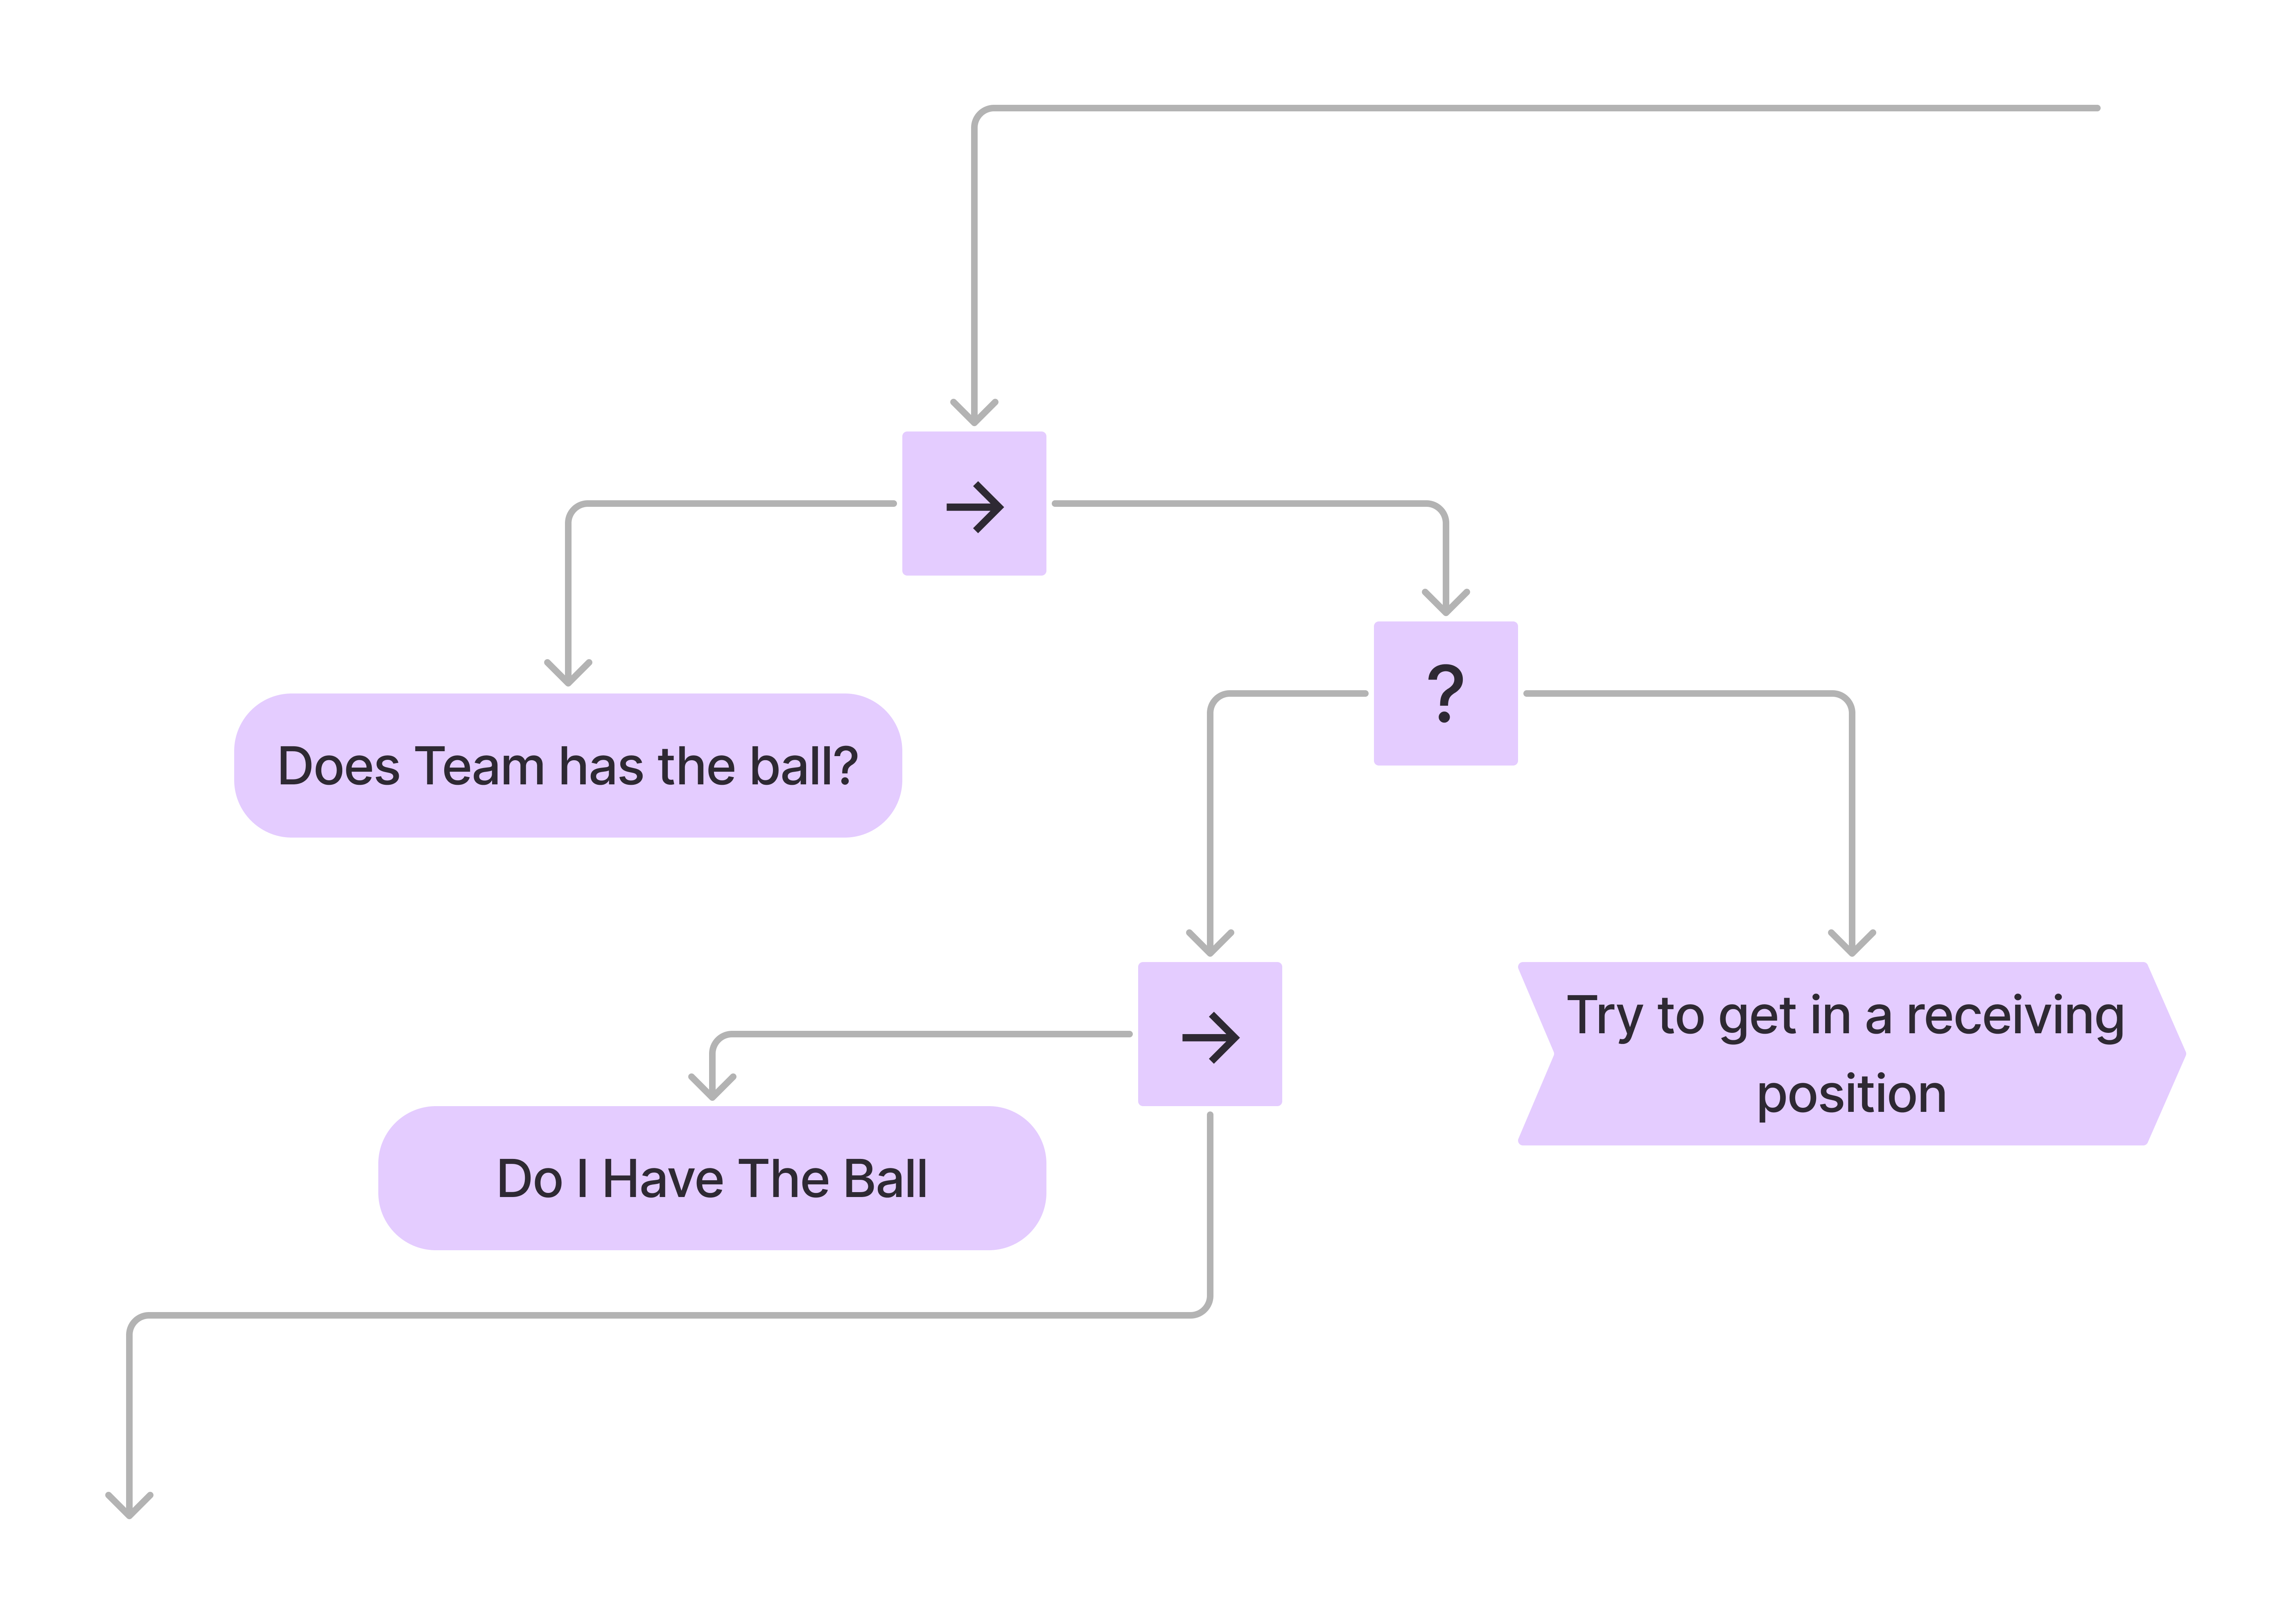 →
?
Does Team has the ball?
→
Try to get in a receiving
position
Do I Have The Ball